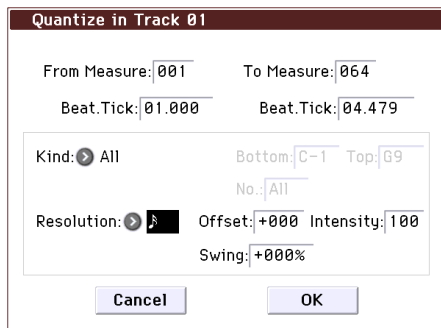 Quantize in Track 01
From Measure: 001 To Measure: 064
Beat.Tick: 01.000 Beat.Tick: 04.479
Kind: All Bottom: C-1 Top: G9
No.: All
Resolution: ♪ Offset: +000 Intensity: 100
Swing: +000%
Cancel OK